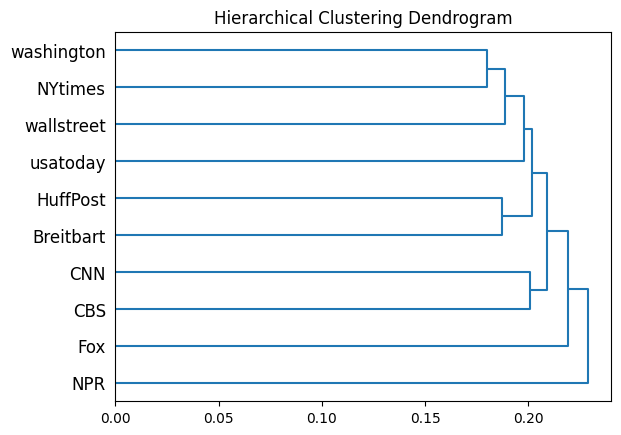 Hierarchical Clustering Dendrogram
washington
NYtimes
wallstreet
usatoday
HuffPost
Breitbart
CNN
CBS
Fox
NPR
0.00 0.05 0.10 0.15 0.20